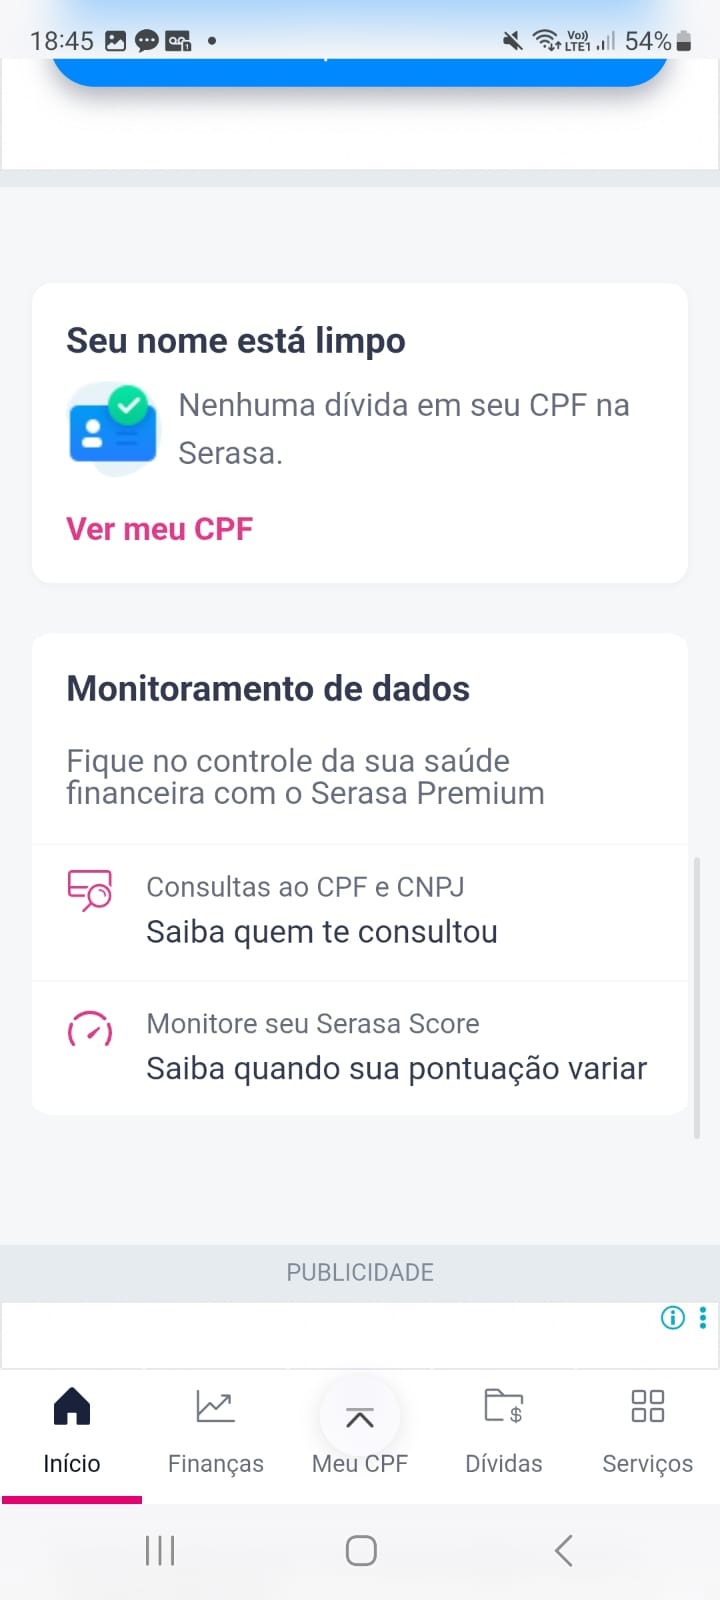 18:45
Vo)) LTE1
54%
Seu nome está limpo
Nenhuma dívida em seu CPF na
Serasa.
Ver meu CPF
Monitoramento de dados
Fique no controle da sua saúde
financeira com o Serasa Premium
Consultas ao CPF e CNPJ
Saiba quem te consultou
Monitore seu Serasa Score
Saiba quando sua pontuação variar
PUBLICIDADE
Início
Finanças
Meu CPF
Dívidas
Serviços